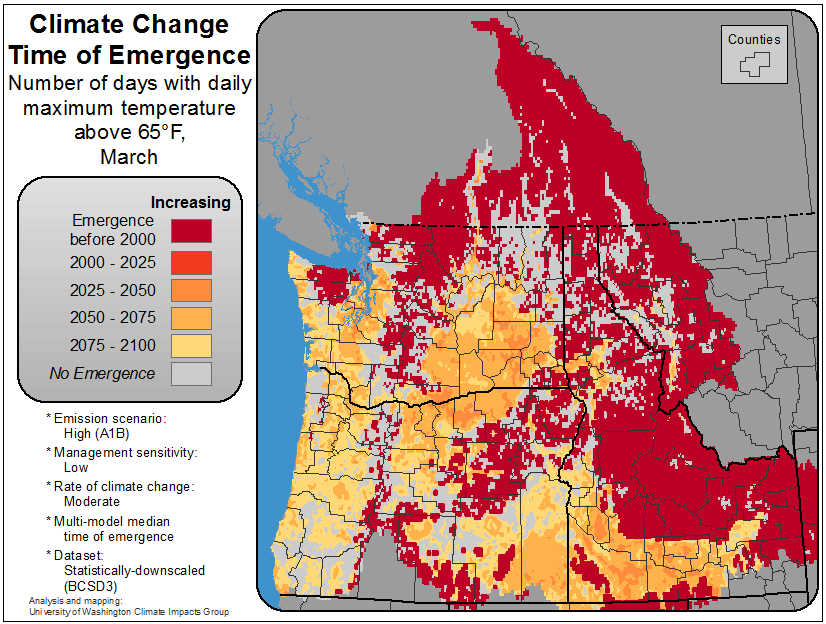 Climate Change
Time of Emergence
Number of days with daily
maximum temperature
above 65°F,
March
Increasing
Emergence
before 2000
2000 - 2025
2025 - 2050
2050 - 2075
2075 - 2100
No Emergence
* Emission scenario:
High (A1B)
* Management sensitivity:
Low
* Rate of climate change:
Moderate
* Multi-model median
time of emergence
* Dataset:
Statistically-downscaled
(BCSD3)
Analysis and mapping:
University of Washington Climate Impacts Group
Counties